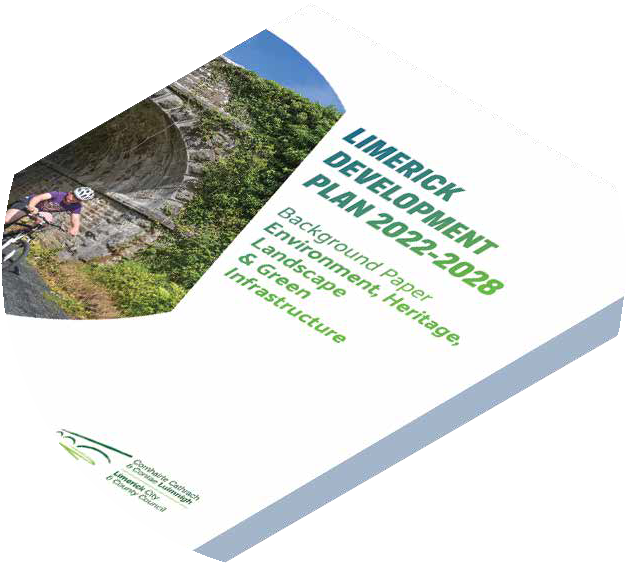 LIMERICK
DEVELOPMENT
PLAN 2022-2028
Background Paper
Environment, Heritage,
Landscape
& Green
Infrastructure
Comhairle Cathrach
& Contae Luimnigh
Limerick City
& County Council